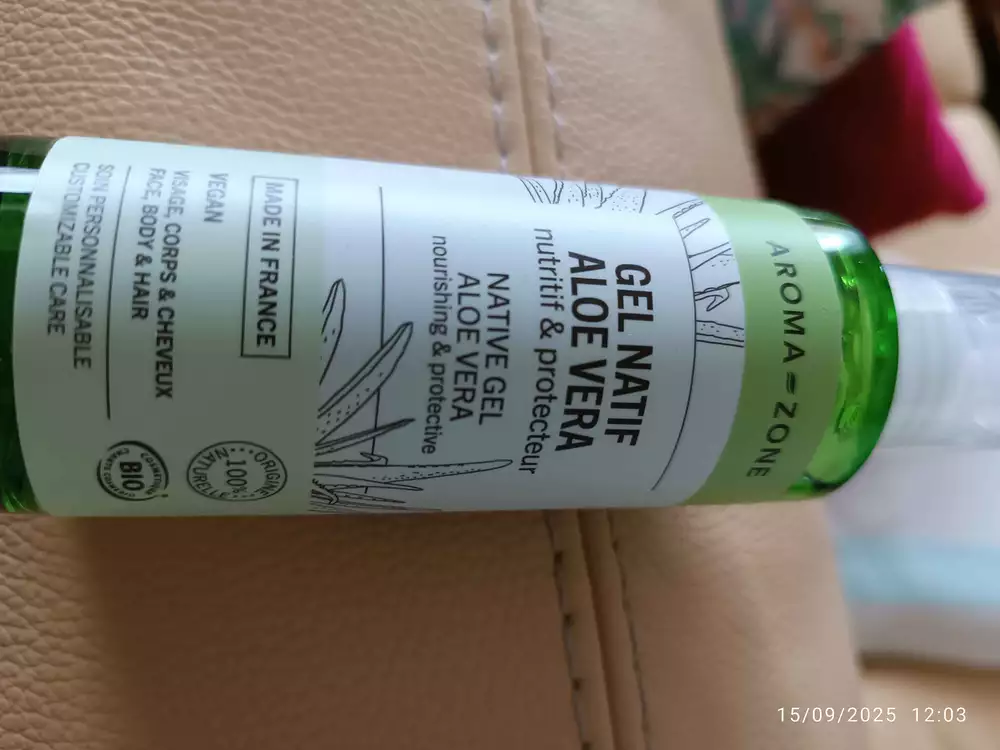 AROMA=ZONE
GEL NATIF
ALOE VERA
nutritif & protecteur
NATIVE GEL
ALOE VERA
nourishing & protective
MADE IN FRANCE
VEGAN
VISAGE, CORPS & CHEVEUX
FACE, BODY & HAIR
SOIN PERSONNALISABLE
CUSTOMIZABLE CARE
ORIGINE
100%
NATURELLE
BIO
15/09/2025 12:03